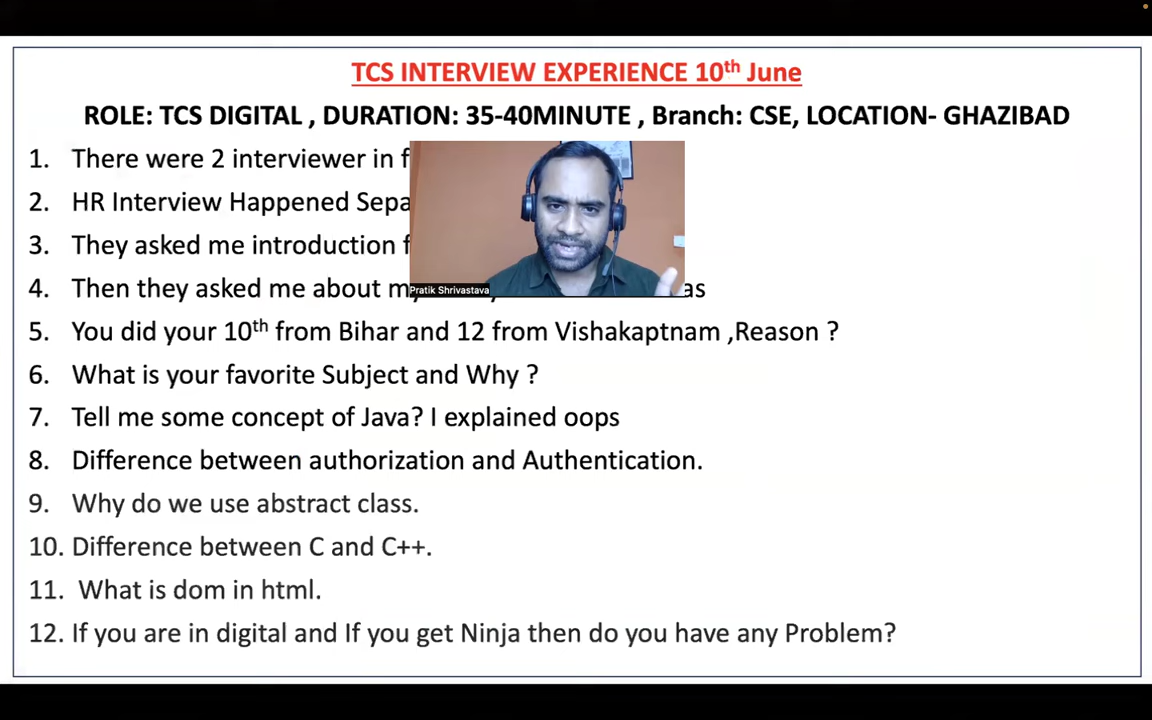 TCS INTERVIEW EXPERIENCE 10th June
ROLE: TCS DIGITAL , DURATION: 35-40MINUTE , Branch: CSE, LOCATION- GHAZIBAD
1. There were 2 interviewer in
2. HR Interview Happened
3. They asked me introduction
4. Then they asked me about
Pratik Shrivastava
5. You did your 10th from Bihar and 12 from Vishakaptnam ,Reason ?
6. What is your favorite Subject and Why ?
7. Tell me some concept of Java? I explained oops
8. Difference between authorization and Authentication.
9. Why do we use abstract class.
10. Difference between C and C++.
11. What is dom in html.
12. If you are in digital and If you get Ninja then do you have any Problem?